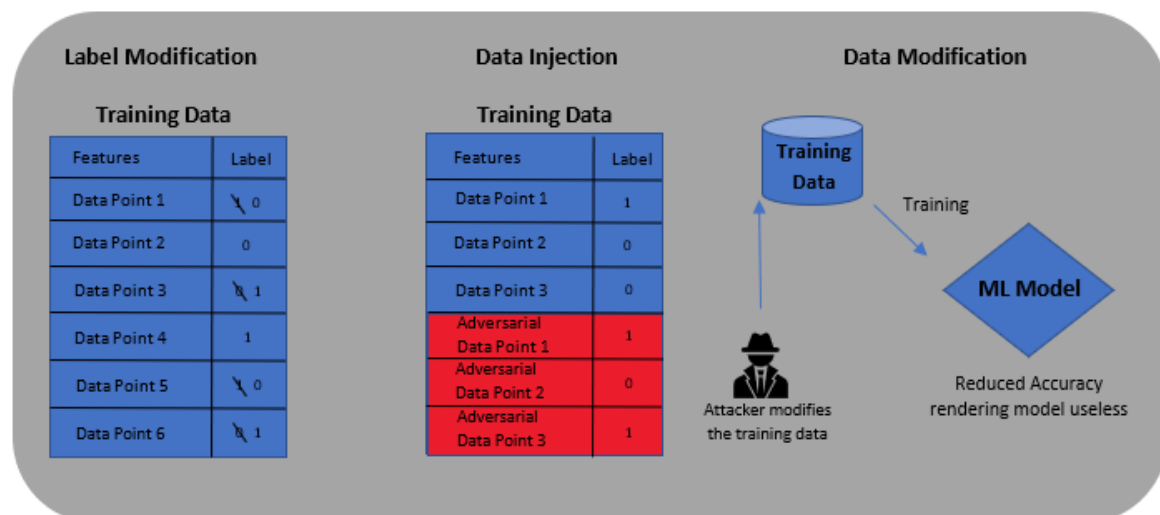 Label Modification
Training Data
Features Label
Data Point 1 1 0
Data Point 2 0
Data Point 3 0 1
Data Point 4 1
Data Point 5 1 0
Data Point 6 0 1
Data Injection
Training Data
Features Label
Data Point 1 1
Data Point 2 0
Data Point 3 0
Adversarial
Data Point 1 1
Adversarial
Data Point 2 0
Adversarial
Data Point 3 1
Data Modification
Training
Data
Training
ML Model
Attacker modifies
the training data
Reduced Accuracy
rendering model useless